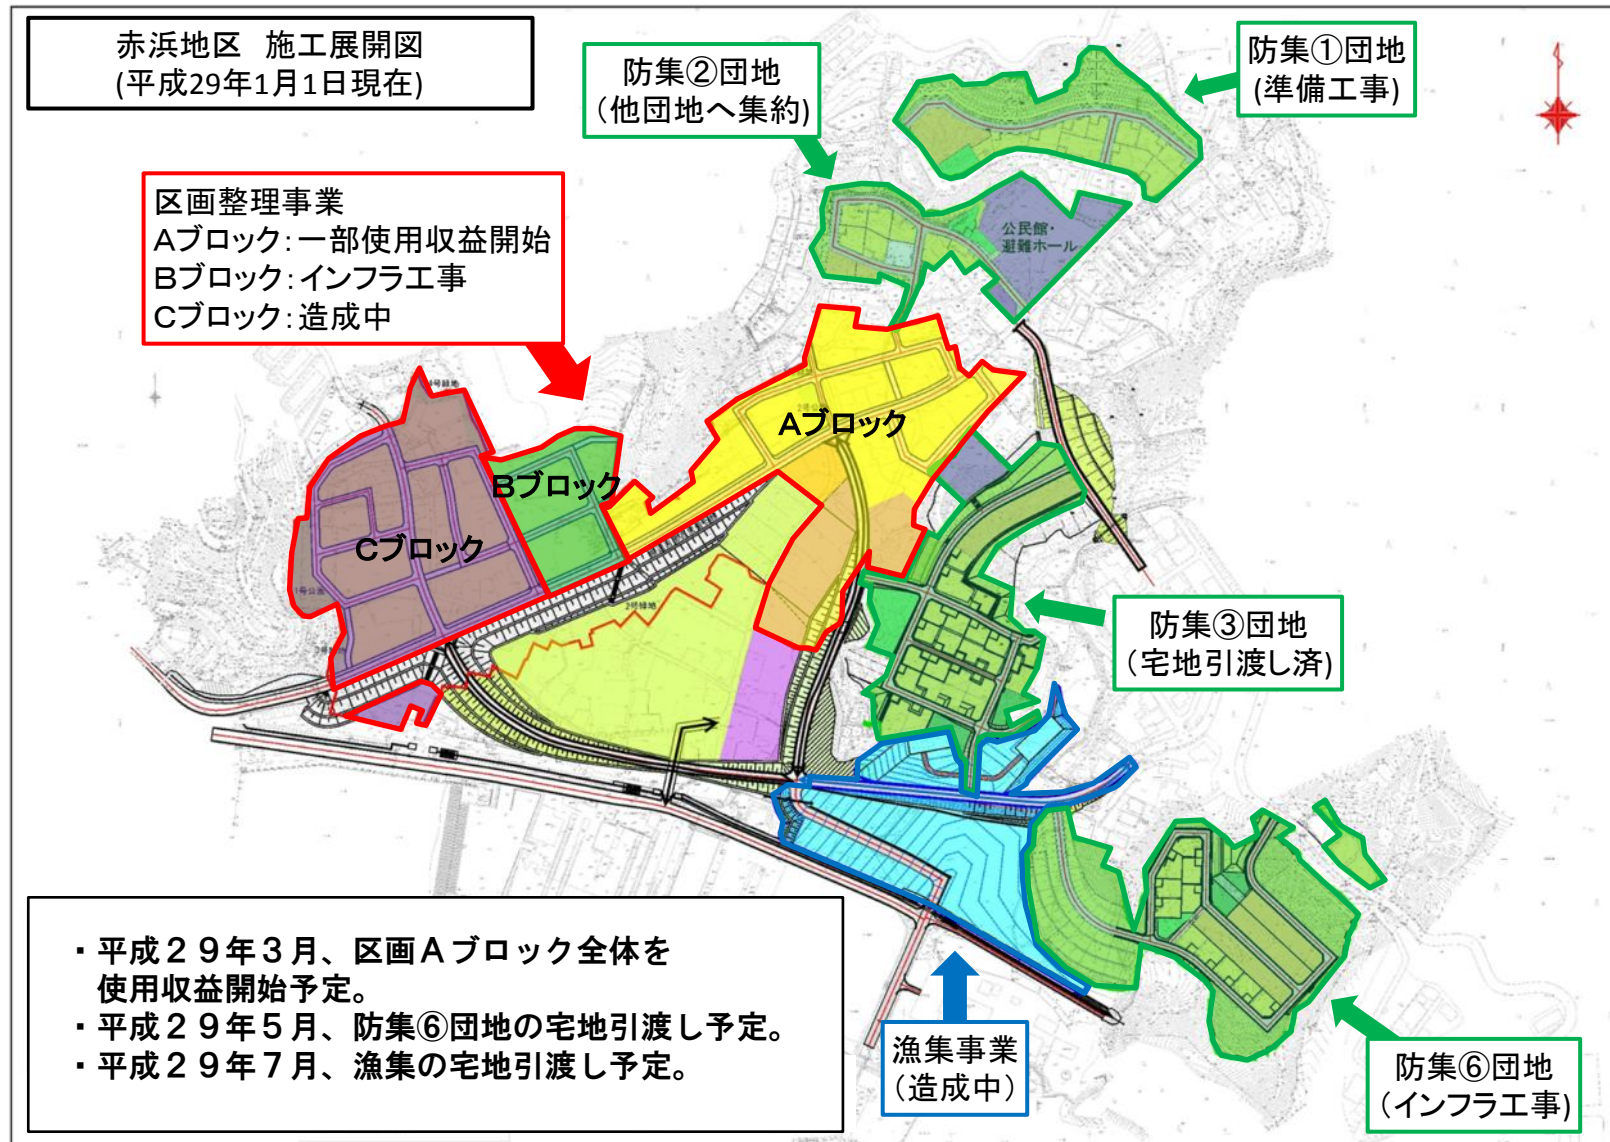 赤浜地区 施工展開図
(平成29年1月1日現在)
防集②団地
(他団地へ集約)
防集①団地
(準備工事)
区画整理事業
Aブロック:一部使用収益開始
Bブロック:インフラ工事
Cブロック:造成中
公民館・
避難ホール
Aブロック
Bブロック
Cブロック
1号公園
2号緑地
防集③団地
(宅地引渡し済)
・平成29年3月、区画Aブロック全体を
使用収益開始予定。
・平成29年5月、防集⑥団地の宅地引渡し予定。
・平成29年7月、漁集の宅地引渡し予定。
漁集事業
(造成中)
防集⑥団地
(インフラ工事)